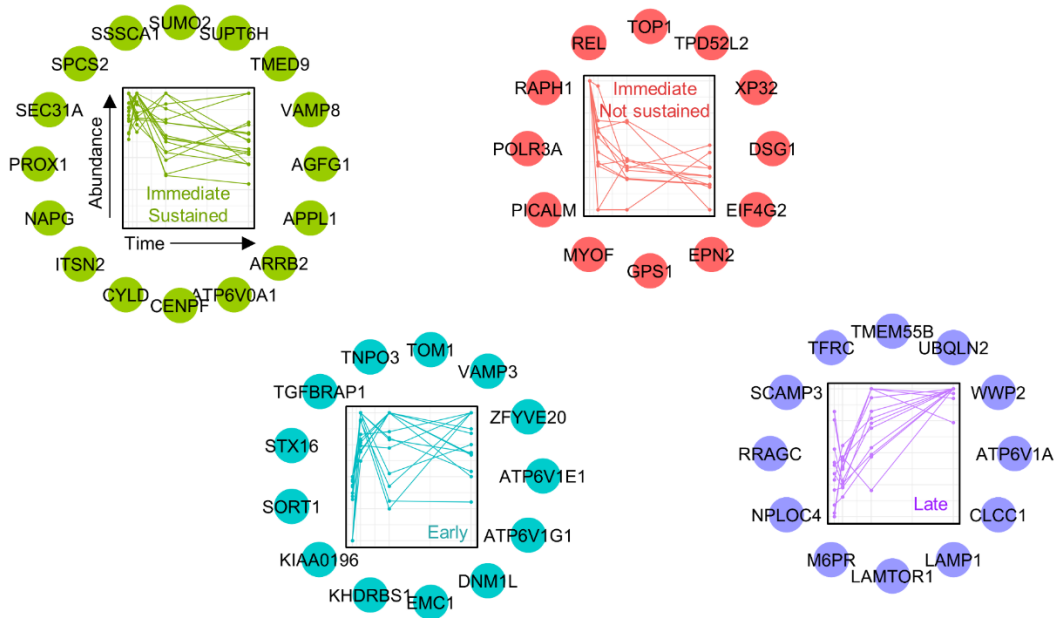 SUMO2
SUPT6H
TMED9
VAMP8
AGFG1
APPL1
ARRB2
ATP6V0A1
CENPF
CYLD
ITSN2
NAPG
PROX1
SEC31A
SPCS2
SSSCA1
Abundance
Immediate
Sustained
Time
TOP1
TPD52L2
XP32
DSG1
EIF4G2
EPN2
GPS1
MYOF
PICALM
POLR3A
RAPH1
REL
Immediate
Not sustained
TOM1
VAMP3
ZFYVE20
ATP6V1E1
ATP6V1G1
DNM1L
EMC1
KHDRBS1
KIAA0196
SORT1
STX16
TGFBRAP1
TNPO3
Early
TMEM55B
UBQLN2
WWP2
ATP6V1A
CLCC1
LAMP1
LAMTOR1
M6PR
NPLOC4
RRAGC
SCAMP3
TFRC
Late